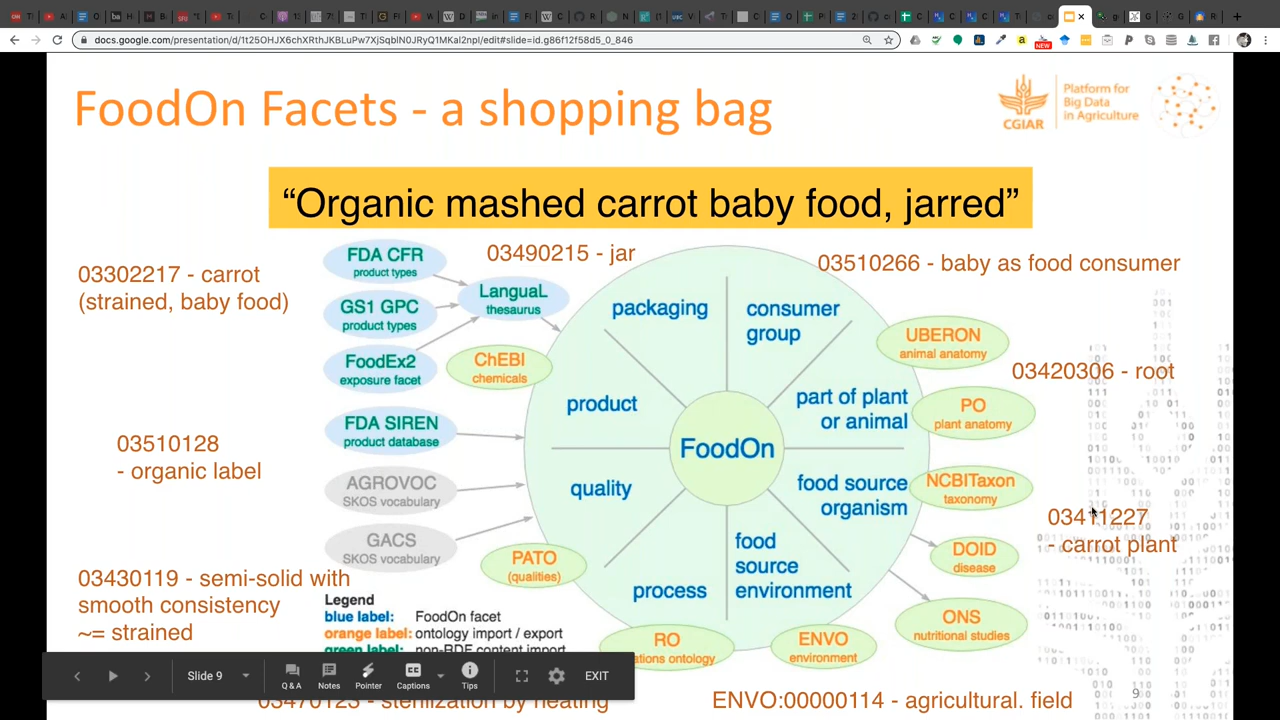 docs.google.com/presentation/d/1t25OHJX6chXRthJKBLuPw7XjSqblN0JRyQ1MKal2npI/edit#slide=id.g86f12f58d5_0_846
NEW
FoodOn Facets - a shopping bag
CGIAR
Platform for
Big Data
in Agriculture
“Organic mashed carrot baby food, jarred”
03302217 - carrot
(strained, baby food)
FDA CFR
product types
03490215 - jar
03510266 - baby as food consumer
GS1 GPC
product types
LanguaL
thesaurus
packaging
consumer
group
UBERON
animal anatomy
FoodEx2
exposure facet
ChEBI
chemicals
03420306 - root
product
part of plant
or animal
PO
plant anatomy
FDA SIREN
product database
03510128
- organic label
FoodOn
AGROVOC
SKOS vocabulary
quality
food source
organism
NCBITaxon
taxonomy
03411227
- carrot plant
GACS
SKOS vocabulary
PATO
(qualities)
food
source
environment
process
DOID
disease
03430119 - semi-solid with
smooth consistency
~= strained
Legend
blue label: FoodOn facet
orange label: ontology import / export
green label: non-RDF content import
ONS
nutritional studies
RO
ations ontology
ENVO
environment
Slide 9
Q & A
Notes
Pointer
Captions
Tips
EXIT
03470123 - sterilization by heating
ENVO:00000114 - agricultural. field
9